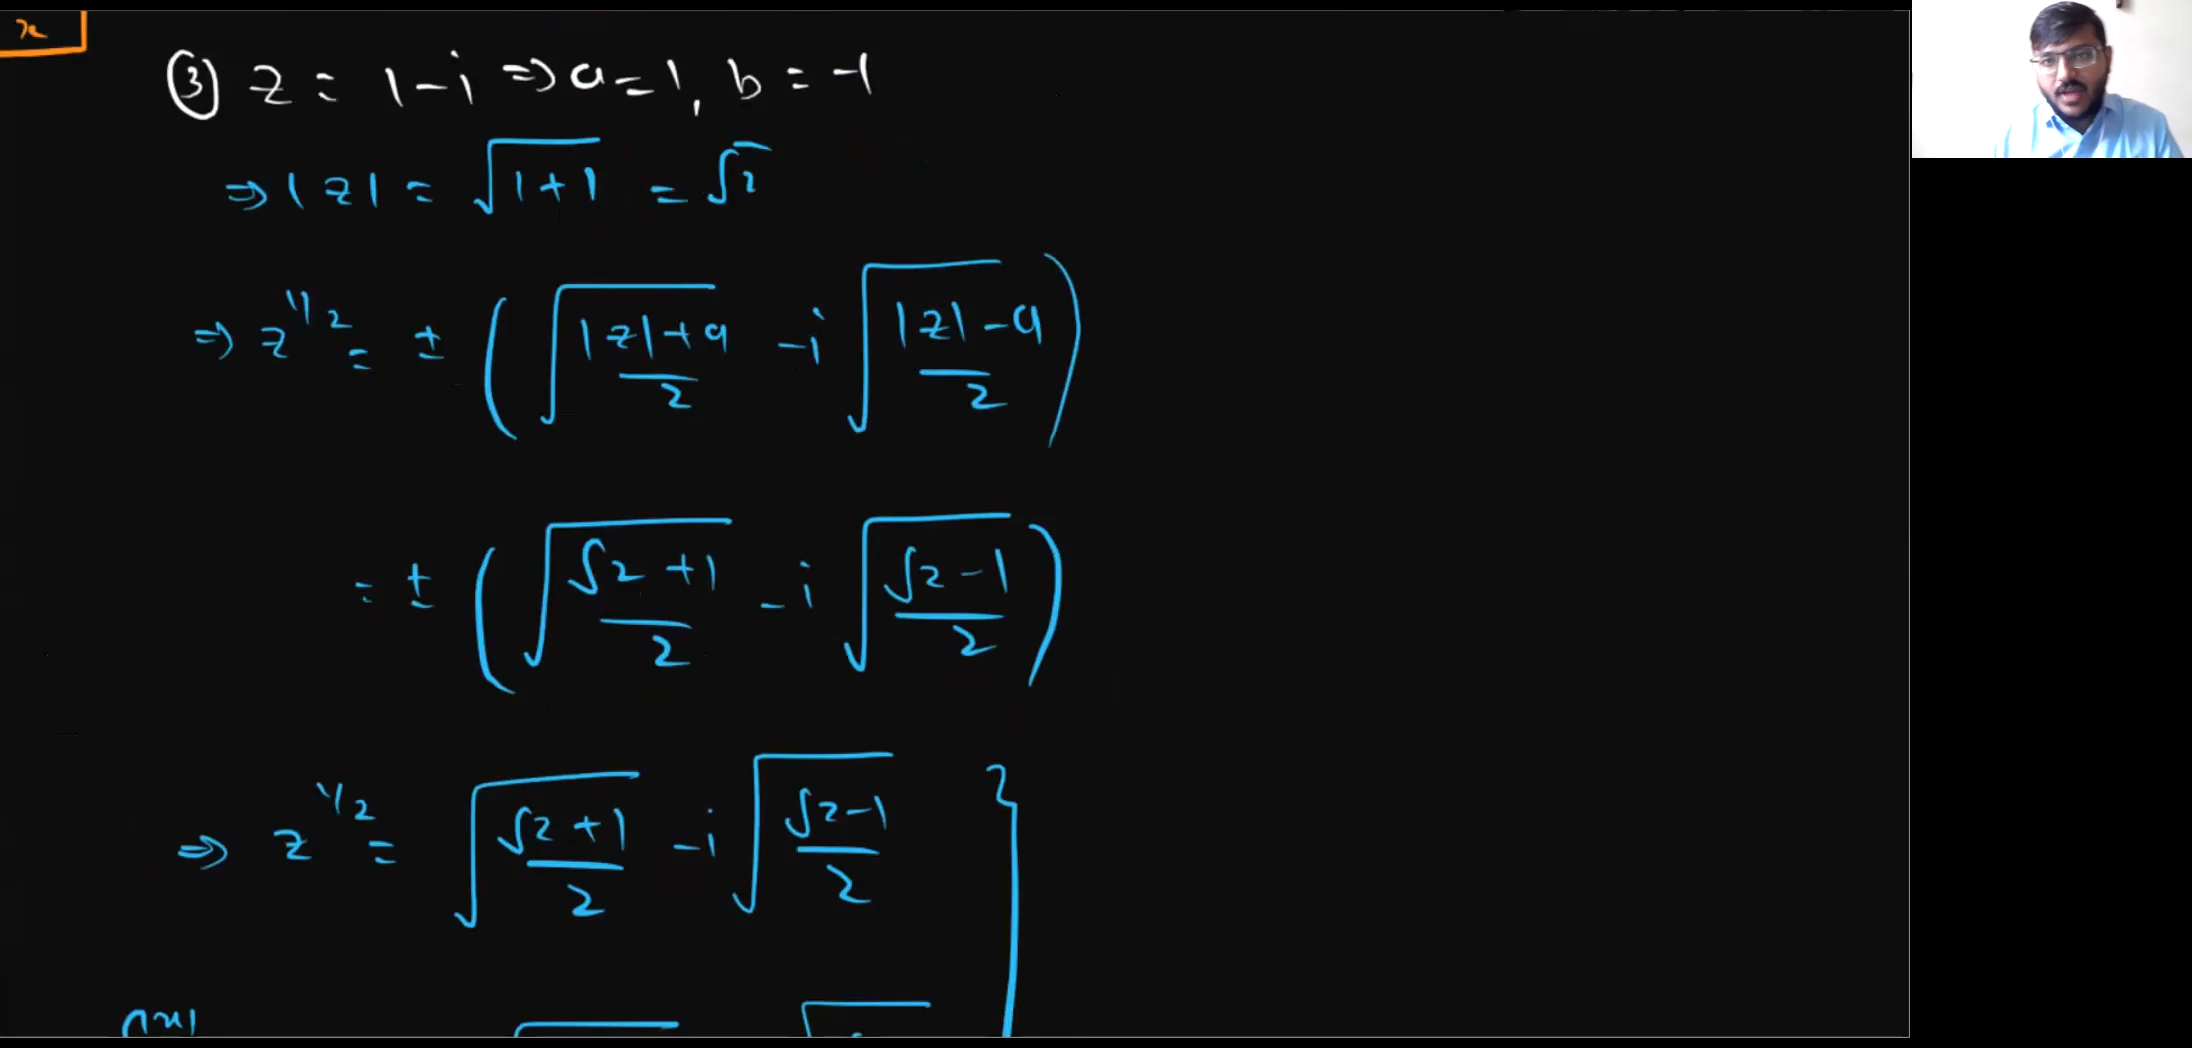 x
③ z = 1-i ⇒ a=1, b = -1
⇒ |z| = √(1+1) = √2
⇒ z^(1/2) = ± ( √((|z|+a)/2) - i √((|z|-a)/2) )
= ± ( √((√2+1)/2) - i √((√2-1)/2) )
⇒ z^(1/2) = √((√2+1)/2) - i √((√2-1)/2) }